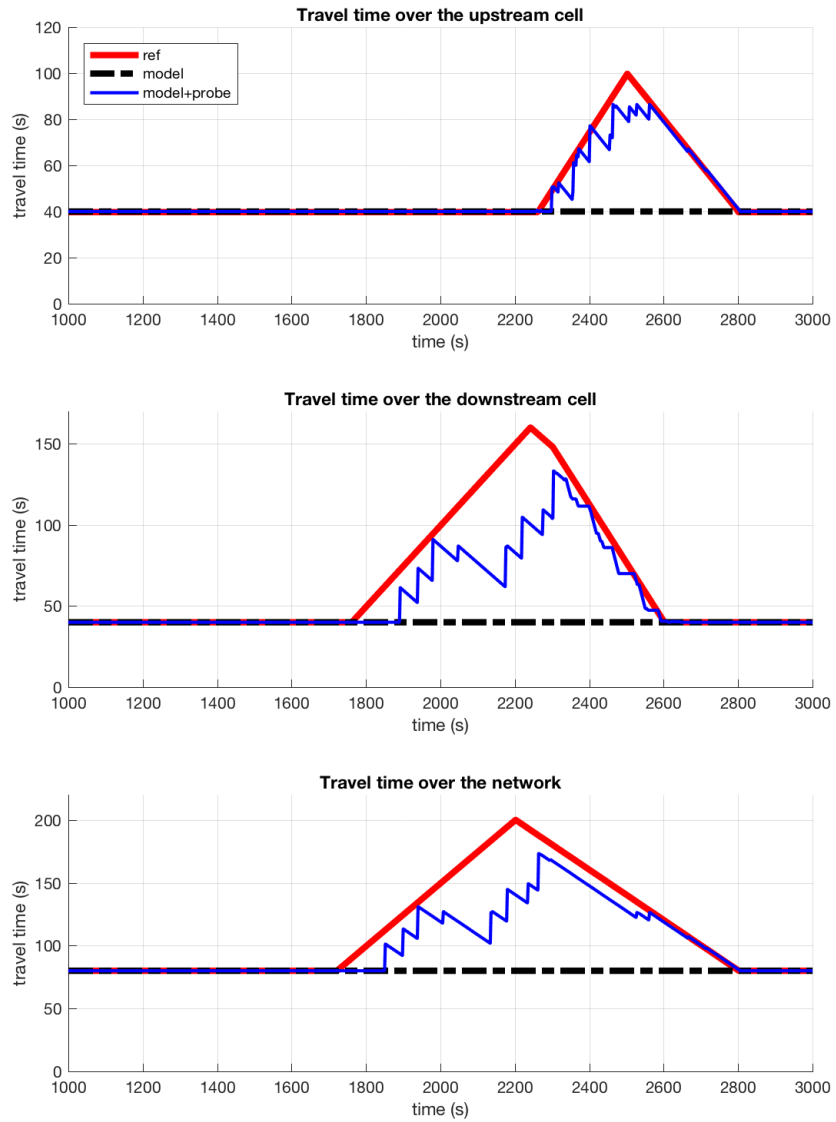 Travel time over the upstream cell
120
100
80
60
40
20
0
travel time (s)
ref
model
model+probe
1000 1200 1400 1600 1800 2000 2200 2400 2600 2800 3000
time (s)
Travel time over the downstream cell
150
100
50
0
travel time (s)
1000 1200 1400 1600 1800 2000 2200 2400 2600 2800 3000
time (s)
Travel time over the network
200
150
100
50
0
travel time (s)
1000 1200 1400 1600 1800 2000 2200 2400 2600 2800 3000
time (s)